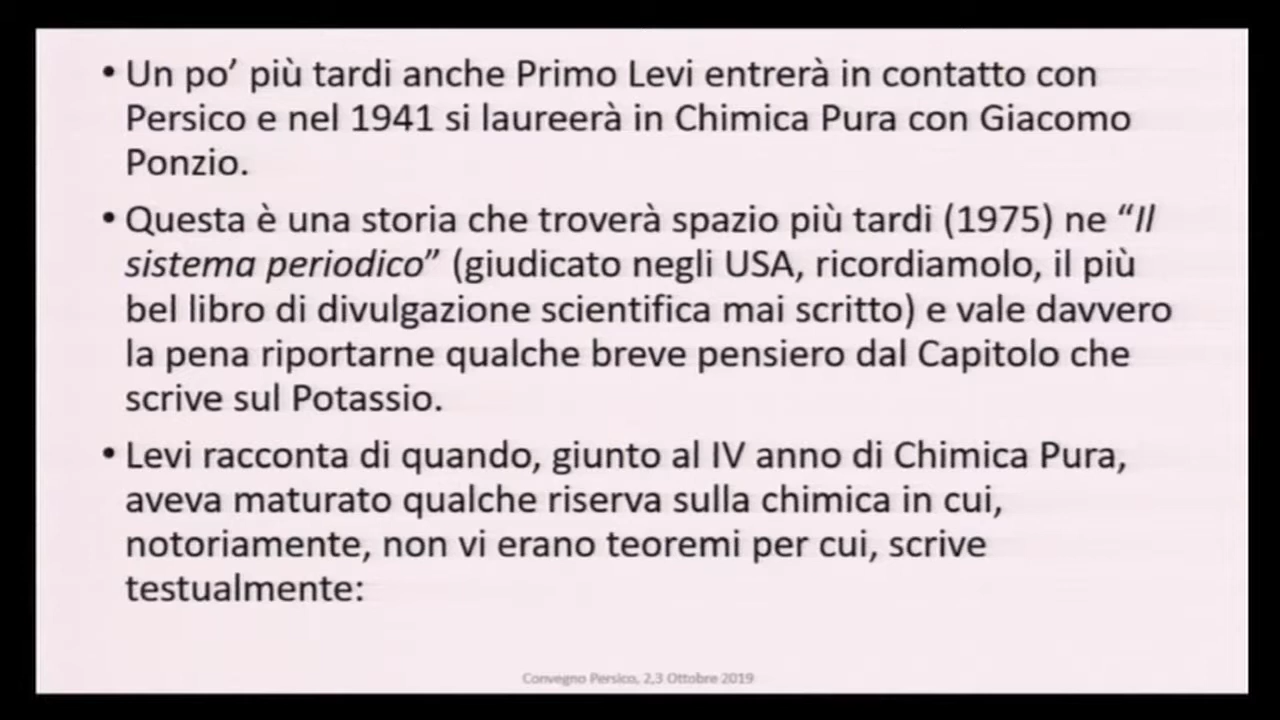 • Un po’ più tardi anche Primo Levi entrerà in contatto con
Persico e nel 1941 si laureerà in Chimica Pura con Giacomo
Ponzio.
• Questa è una storia che troverà spazio più tardi (1975) ne “Il
sistema periodico” (giudicato negli USA, ricordiamolo, il più
bel libro di divulgazione scientifica mai scritto) e vale davvero
la pena riportarne qualche breve pensiero dal Capitolo che
scrive sul Potassio.
• Levi racconta di quando, giunto al IV anno di Chimica Pura,
aveva maturato qualche riserva sulla chimica in cui,
notoriamente, non vi erano teoremi per cui, scrive
testualmente:
Convegno Persico, 2,3 Ottobre 2019